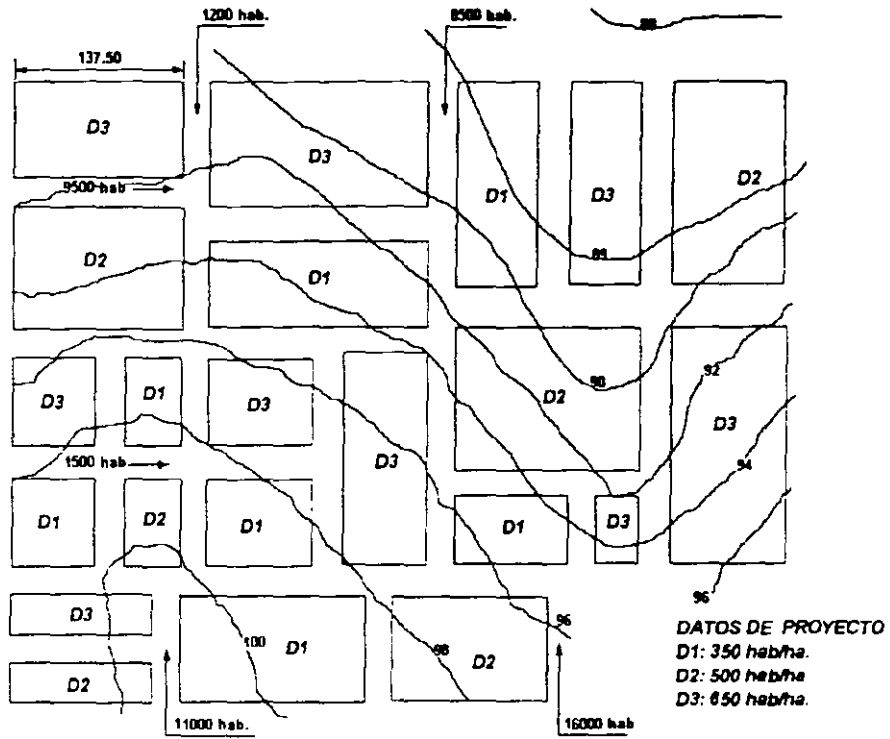 1200 hab.
8500 hab.
88
137.50
D3
D3
9500 hab
D1
D3
D2
D2
D1
89
D3
D1
D3
90
92
D2
D3
D3
1500 hab
94
D1
D2
D1
D1
D3
D3
96
100
D1
98
D2
96
D2
11000 hab.
16000 hab
DATOS DE PROYECTO
D1: 350 hab/ha.
D2: 500 hab/ha
D3: 650 hab/ha.